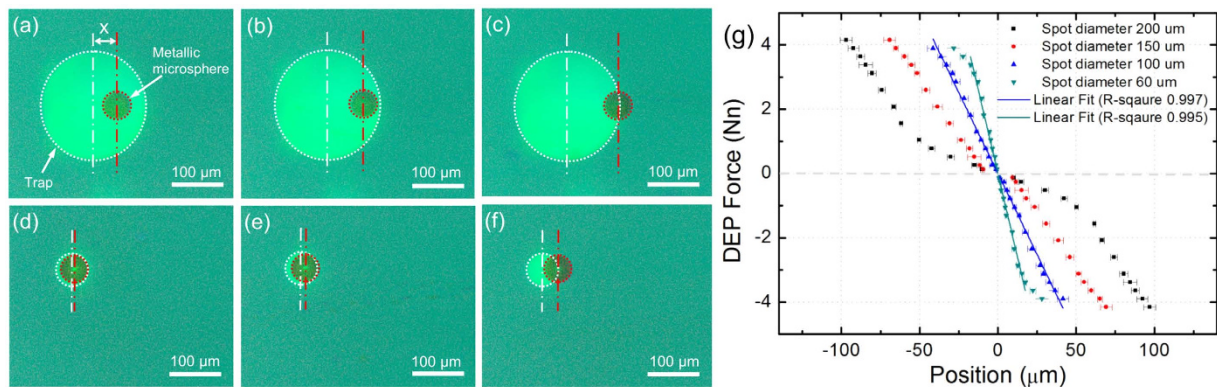 (a)
X
Metallic
microsphere
Trap
100 µm
(b)
100 µm
(c)
100 µm
(d)
100 µm
(e)
100 µm
(f)
100 µm
(g)
Spot diameter 200 um
Spot diameter 150 um
Spot diameter 100 um
Spot diameter 60 um
Linear Fit (R-sqaure 0.997)
Linear Fit (R-sqaure 0.995)
DEP Force (Nn)
4
2
0
-2
-4
-100 -50 0 50 100
Position (µm)